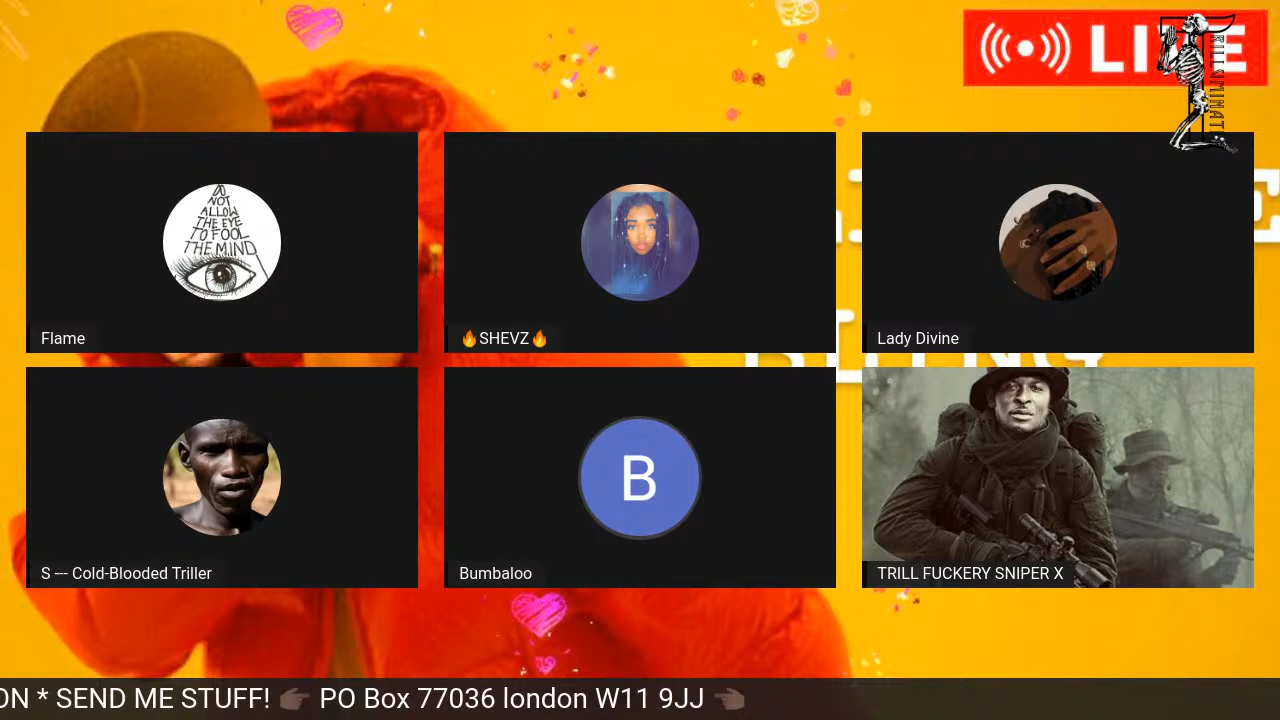 LIVE
TRILLUMINATI
DO
NOT
ALLOW
THE EYE
TO FOOL
THE MIND
Flame
🔥SHEVZ🔥
Lady Divine
S --- Cold-Blooded Triller
B
Bumbaloo
TRILL FUCKERY SNIPER X
ON * SEND ME STUFF! 👉🏿 PO Box 77036 london W11 9JJ 👈🏿